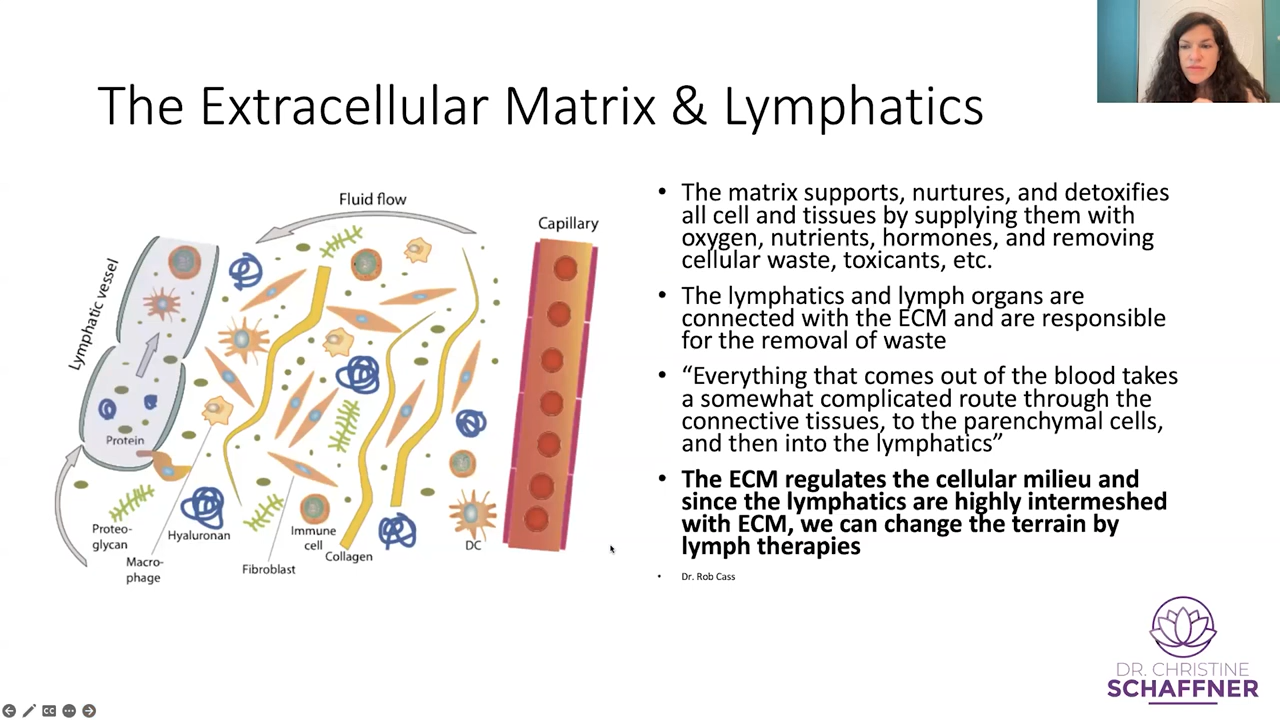 The Extracellular Matrix & Lymphatics
Fluid flow
Capillary
Lymphatic vessel
Protein
Proteo-
glycan
Macro-
phage
Hyaluronan
Fibroblast
Immune
cell
Collagen
DC
• The matrix supports, nurtures, and detoxifies
all cell and tissues by supplying them with
oxygen, nutrients, hormones, and removing
cellular waste, toxicants, etc.
• The lymphatics and lymph organs are
connected with the ECM and are responsible
for the removal of waste
• “Everything that comes out of the blood takes
a somewhat complicated route through the
connective tissues, to the parenchymal cells,
and then into the lymphatics”
• The ECM regulates the cellular milieu and
since the lymphatics are highly intermeshed
with ECM, we can change the terrain by
lymph therapies
• Dr. Rob Cass
DR. CHRISTINE
SCHAFFNER
CC